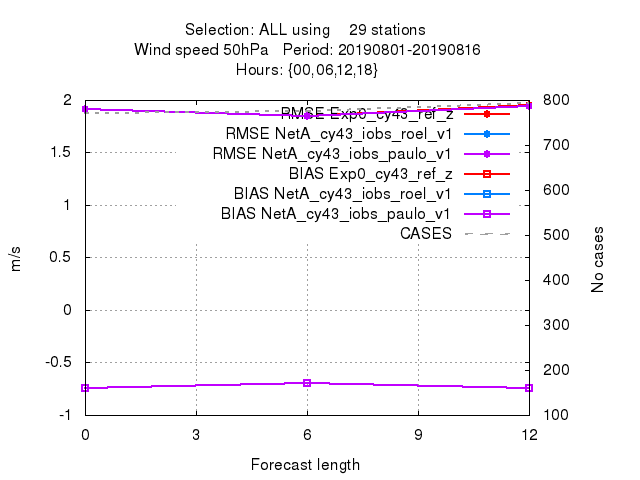 Selection: ALL using 29 stations
Wind speed 50hPa Period: 20190801-20190816
Hours: {00,06,12,18}
2 800
RMSE Exp0_cy43_ref_z
RMSE NetA_cy43_iobs_roel_v1
1.5 RMSE NetA_cy43_iobs_paulo_v1 700
BIAS Exp0_cy43_ref_z
BIAS NetA_cy43_iobs_roel_v1 600
1 BIAS NetA_cy43_iobs_paulo_v1
CASES 500
0.5 400
0 300
-0.5 200
-1 100
0 3 6 9 12
Forecast length
m/s
No cases